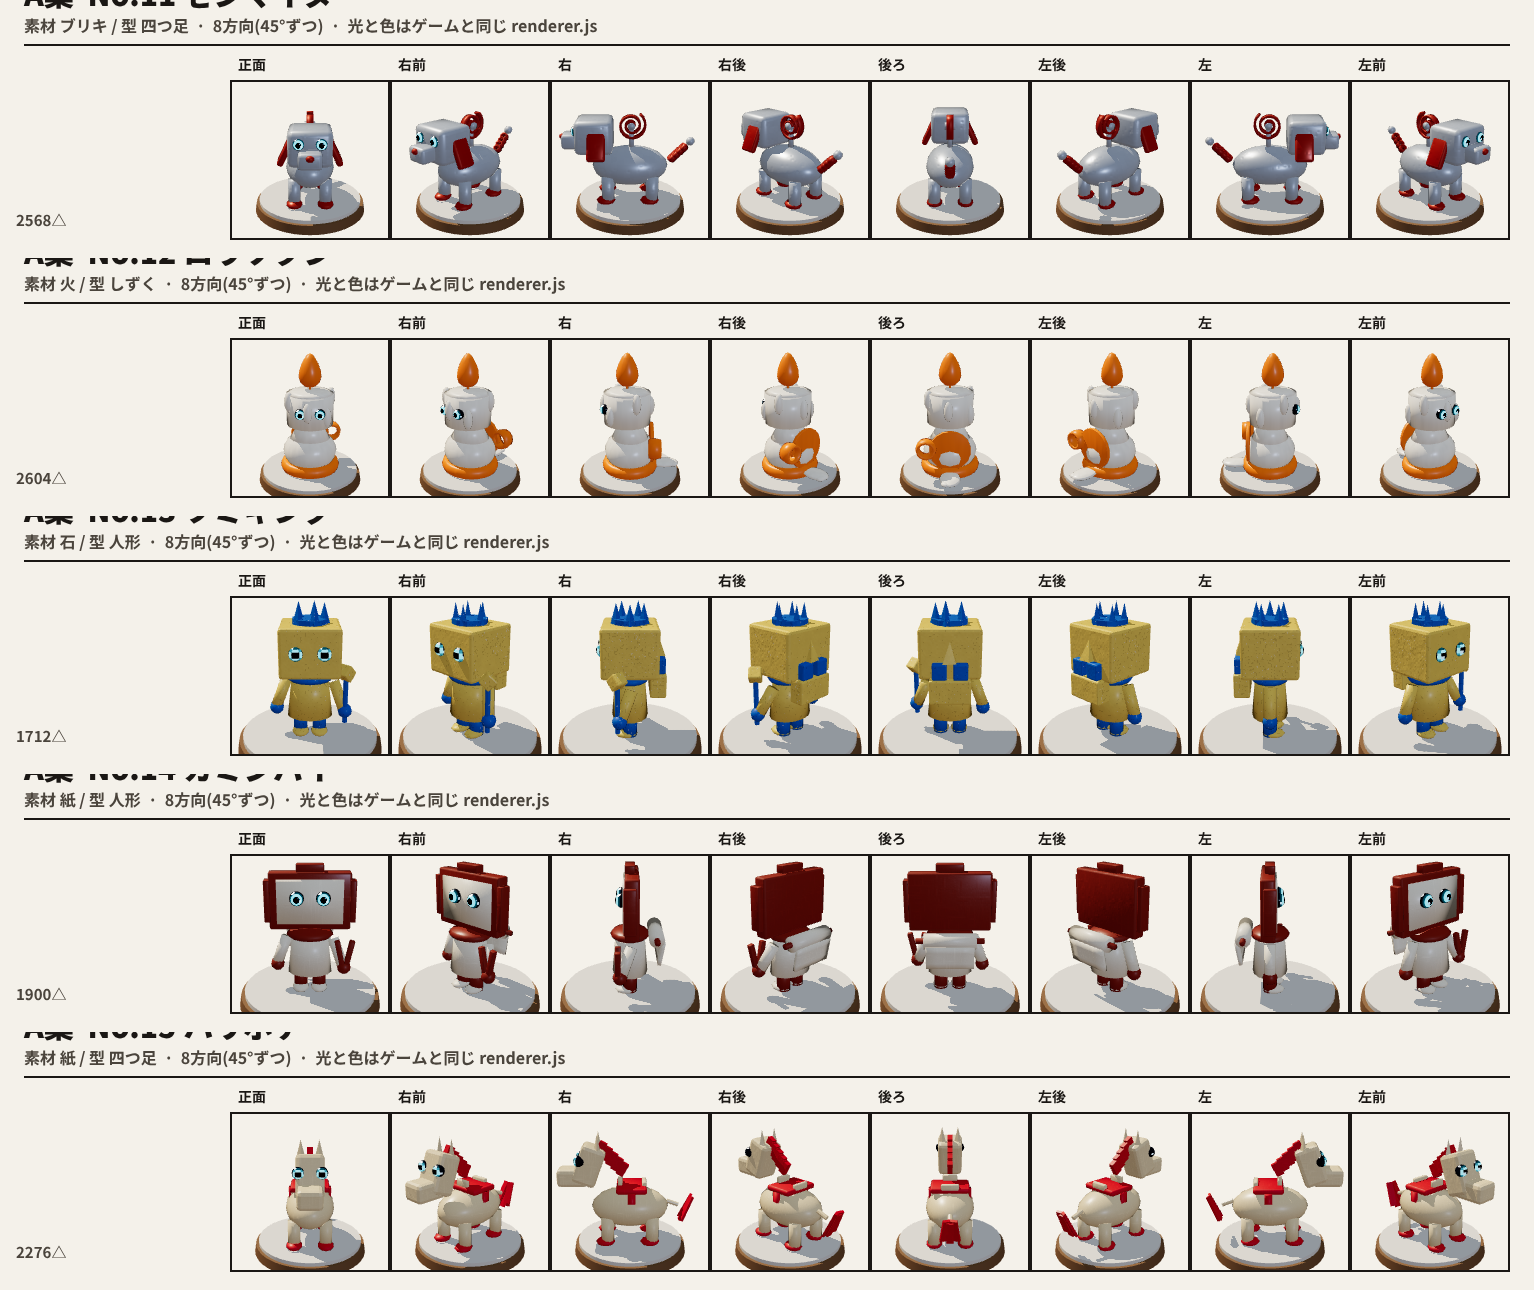 素材 ブリキ / 型 四つ足 ・ 8方向(45°ずつ) ・ 光と色はゲームと同じ renderer.js
正面 右前 右 右後 後ろ 左後 左 左前
2568△
素材 火 / 型 しずく ・ 8方向(45°ずつ) ・ 光と色はゲームと同じ renderer.js
正面 右前 右 右後 後ろ 左後 左 左前
2604△
素材 石 / 型 人形 ・ 8方向(45°ずつ) ・ 光と色はゲームと同じ renderer.js
正面 右前 右 右後 後ろ 左後 左 左前
1712△
素材 紙 / 型 人形 ・ 8方向(45°ずつ) ・ 光と色はゲームと同じ renderer.js
正面 右前 右 右後 後ろ 左後 左 左前
1900△
素材 紙 / 型 四つ足 ・ 8方向(45°ずつ) ・ 光と色はゲームと同じ renderer.js
正面 右前 右 右後 後ろ 左後 左 左前
2276△